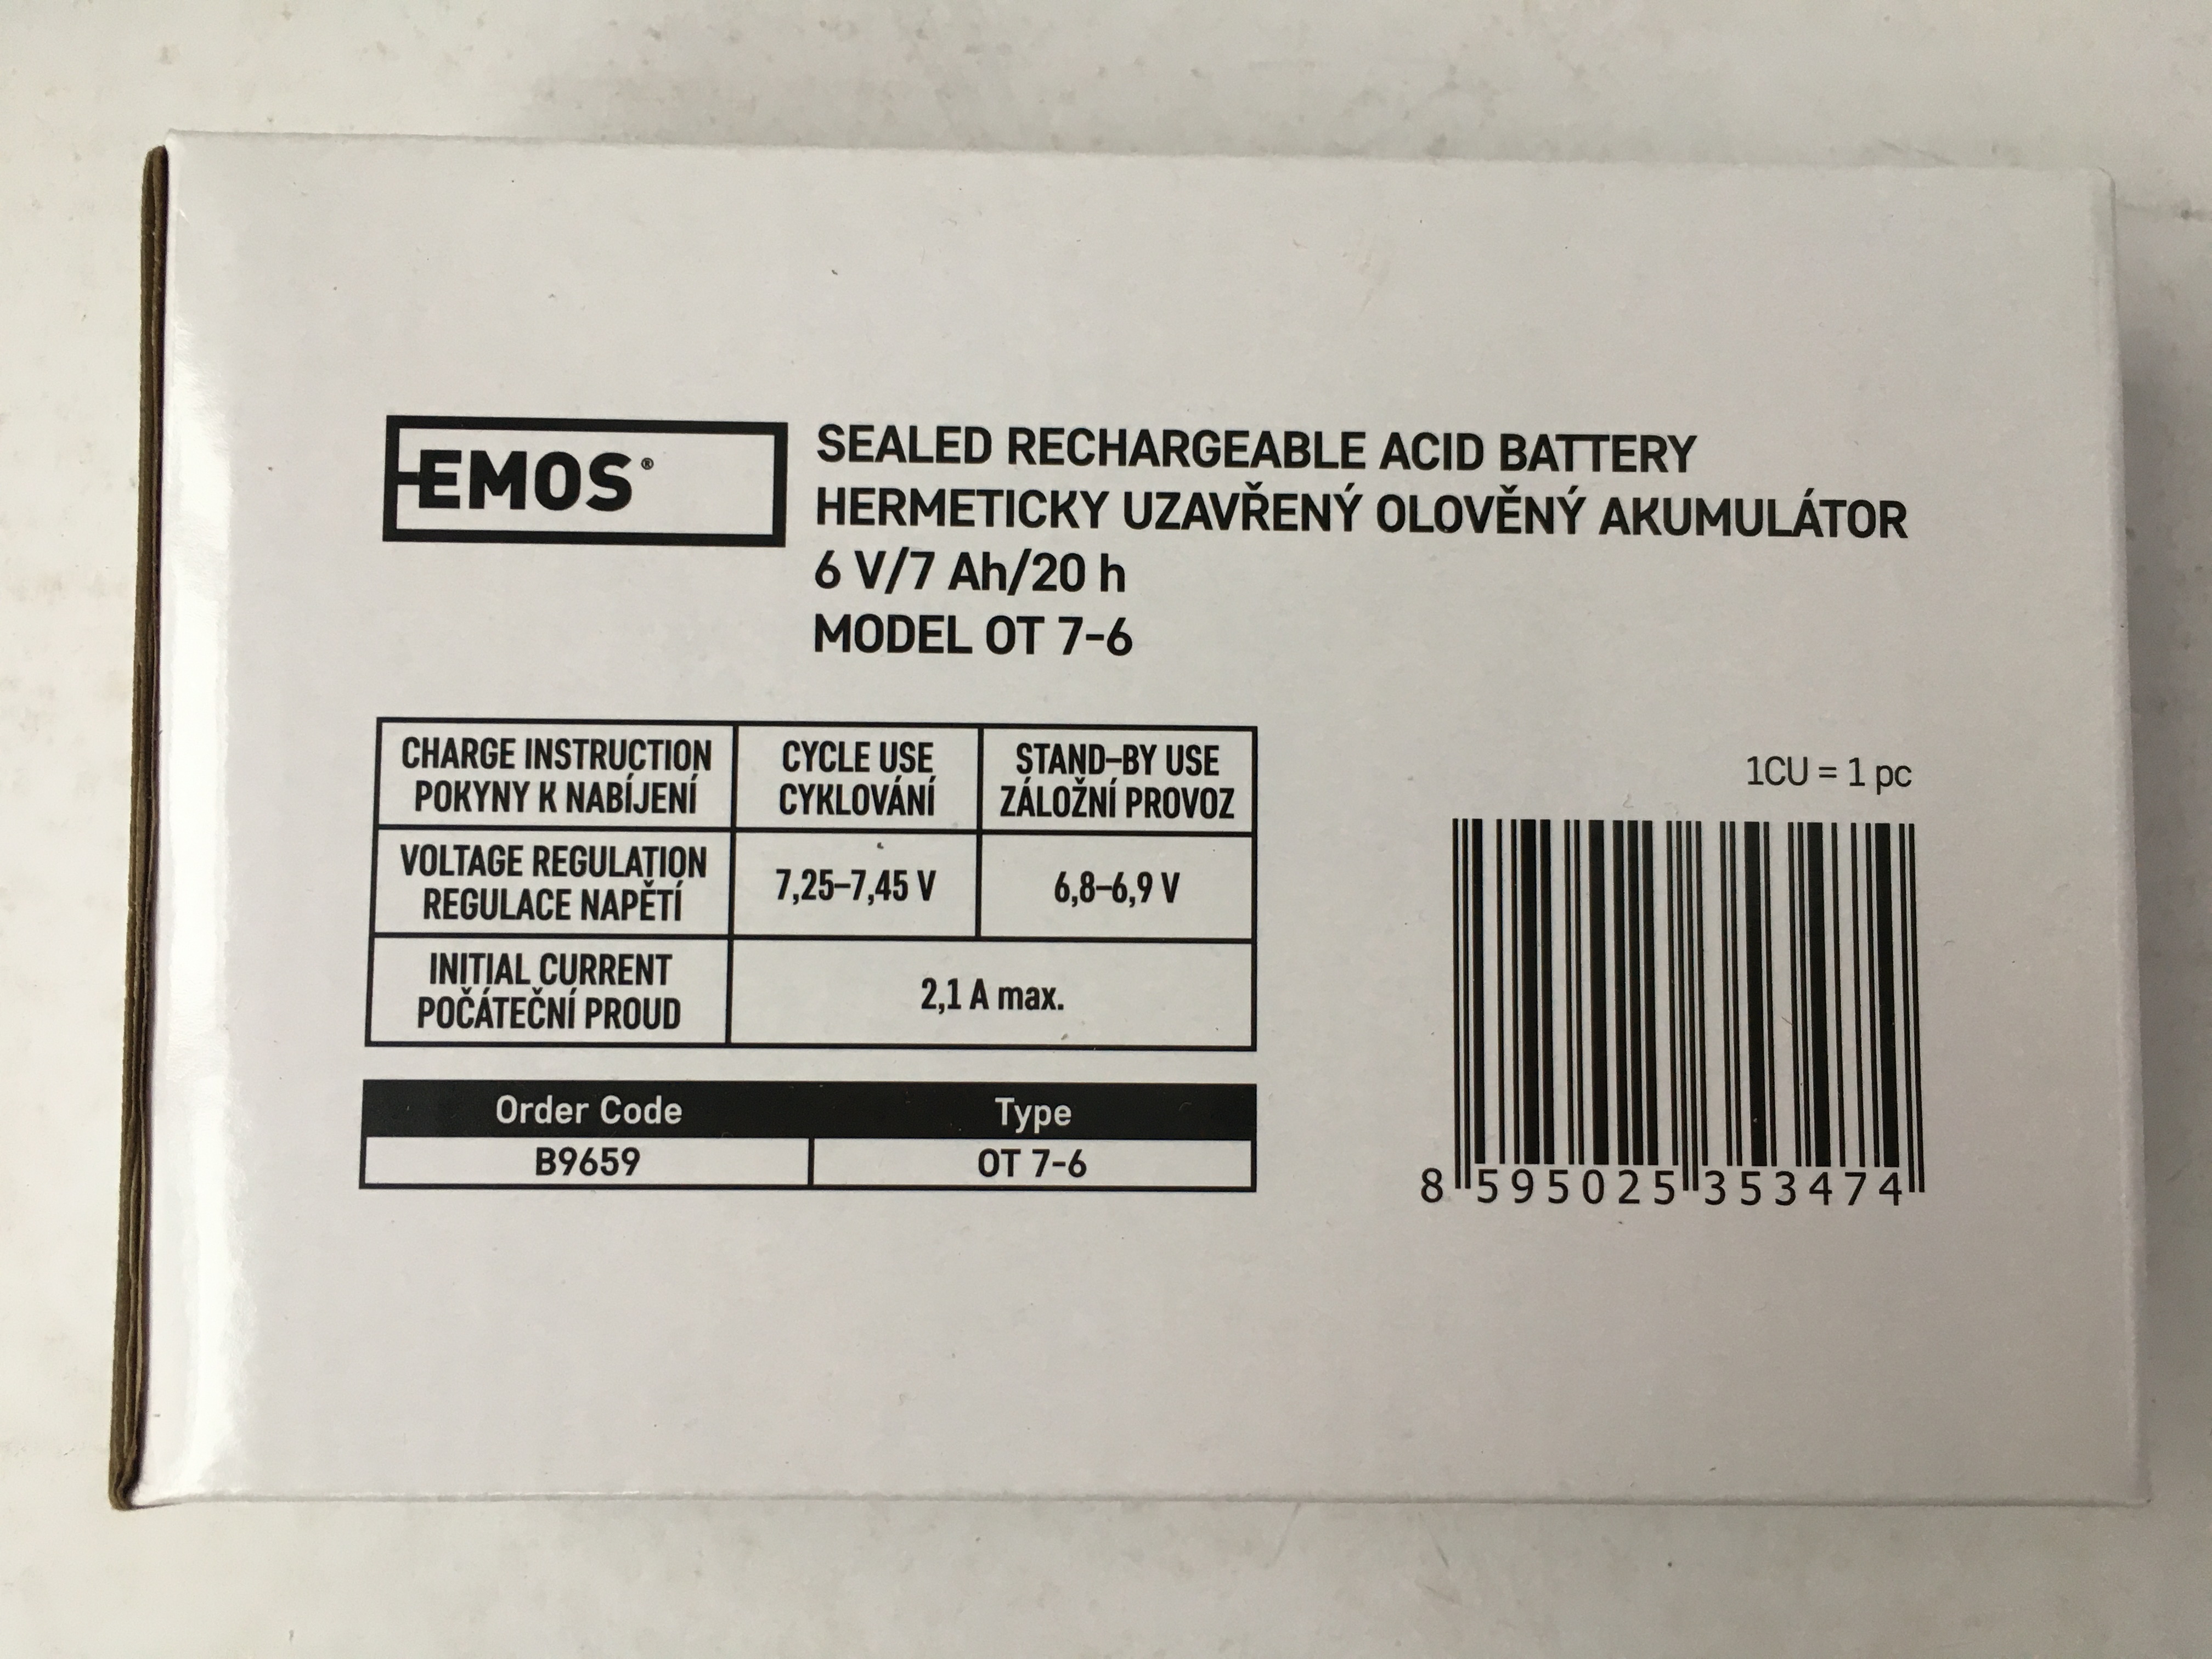 EMOS®
SEALED RECHARGEABLE ACID BATTERY
HERMETICKY UZAVŘENÝ OLOVĚNÝ AKUMULÁTOR
6 V/7 Ah/20 h
MODEL OT 7-6
CHARGE INSTRUCTION
POKYNY K NABÍJENÍ
CYCLE USE
CYKLOVÁNÍ
STAND-BY USE
ZÁLOŽNÍ PROVOZ
VOLTAGE REGULATION
REGULACE NAPĚTÍ
7,25–7,45 V
6,8–6,9 V
INITIAL CURRENT
POČÁTEČNÍ PROUD
2,1 A max.
Order Code
Type
B9659
OT 7-6
1CU = 1 pc
8 595025 353474